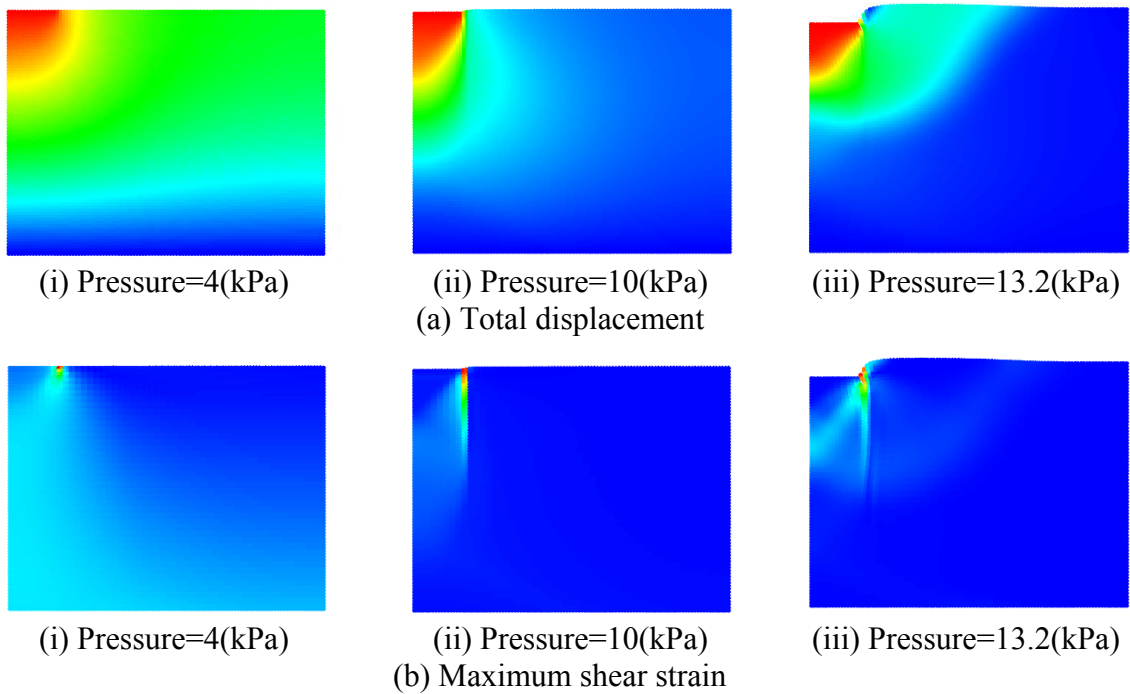 (i) Pressure=4(kPa) (ii) Pressure=10(kPa) (iii) Pressure=13.2(kPa)
(a) Total displacement
(i) Pressure=4(kPa) (ii) Pressure=10(kPa) (iii) Pressure=13.2(kPa)
(b) Maximum shear strain